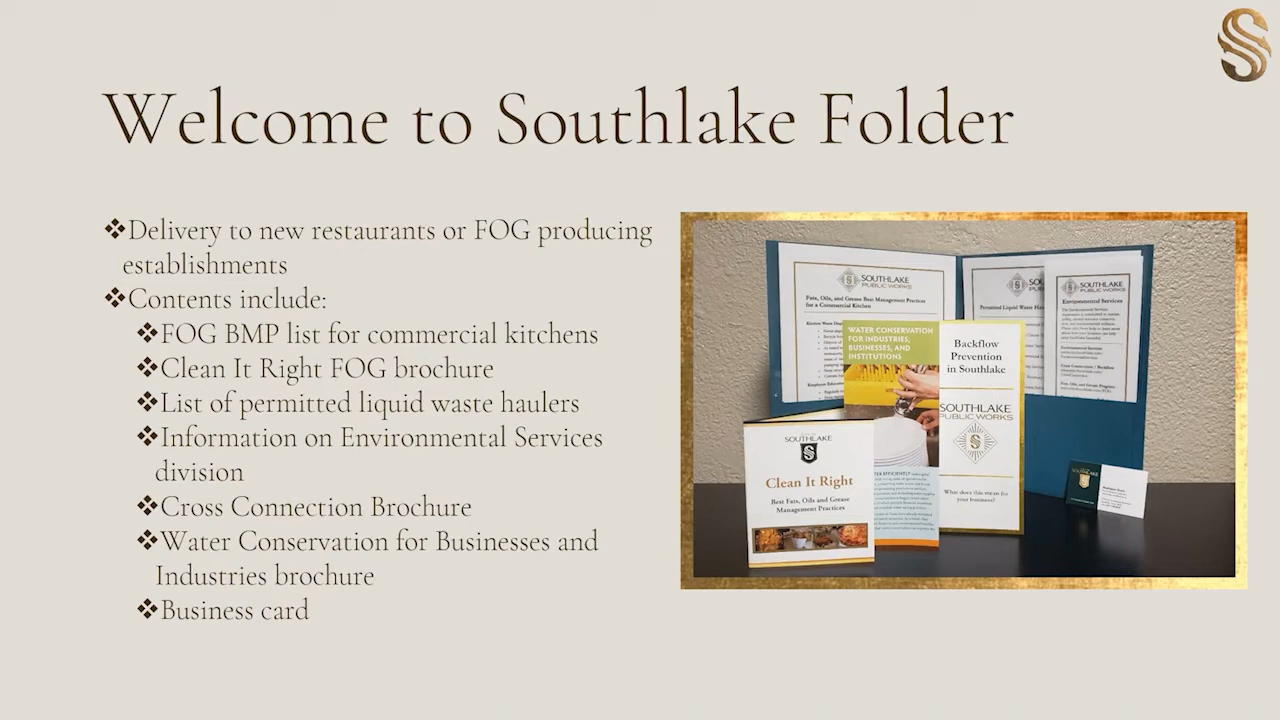 Welcome to Southlake Folder
❖Delivery to new restaurants or FOG producing
establishments
❖Contents include:
❖FOG BMP list for commercial kitchens
❖Clean It Right FOG brochure
❖List of permitted liquid waste haulers
❖Information on Environmental Services
division
❖Cross Connection Brochure
❖Water Conservation for Businesses and
Industries brochure
❖Business card
SOUTHLAKE
PUBLIC WORKS
Fats, Oils, and Grease Best Management Practices
for a Commercial Kitchen
Permitted Liquid Waste
SOUTHLAKE
PUBLIC WORKS
Environmental Services
WATER CONSERVATION
FOR INDUSTRIES,
BUSINESSES, AND
INSTITUTIONS
Backflow
Prevention
in Southlake
SOUTHLAKE
PUBLIC WORKS
What does this mean for
your business?
SOUTHLAKE
Clean It Right
Best Fats, Oils and Grease
Management Practices